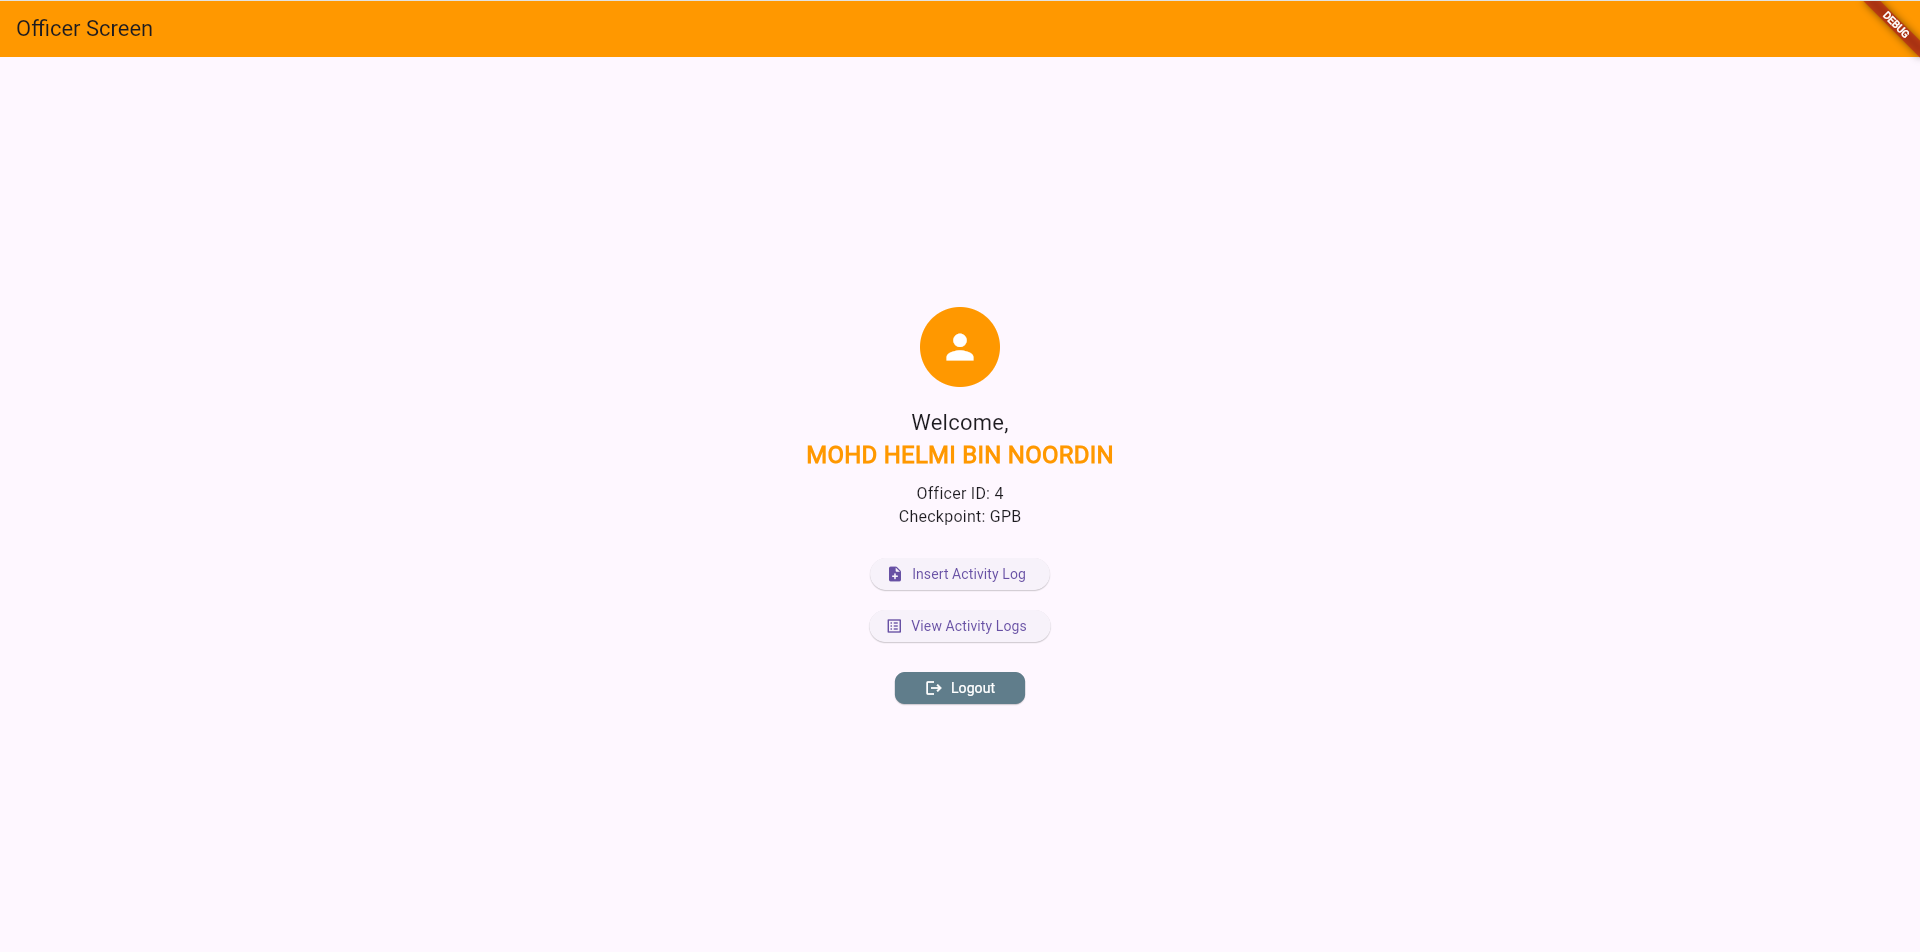 Officer Screen
DEBUG
Welcome,
MOHD HELMI BIN NOORDIN
Officer ID: 4
Checkpoint: GPB
Insert Activity Log
View Activity Logs
Logout